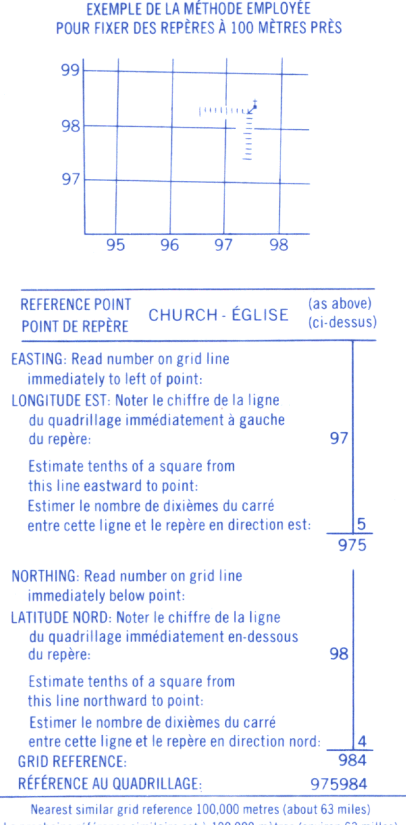 EXEMPLE DE LA MÉTHODE EMPLOYÉE
POUR FIXER DES REPÈRES À 100 MÈTRES PRÈS
99
98
97
95 96 97 98
REFERENCE POINT
POINT DE REPÈRE
CHURCH - ÉGLISE
(as above)
(ci-dessus)
EASTING: Read number on grid line
immediately to left of point:
LONGITUDE EST: Noter le chiffre de la ligne
du quadrillage immédiatement à gauche
du repère: 97
Estimate tenths of a square from
this line eastward to point:
Estimer le nombre de dixièmes du carré
entre cette ligne et le repère en direction est: 5
975
NORTHING: Read number on grid line
immediately below point:
LATITUDE NORD: Noter le chiffre de la ligne
du quadrillage immédiatement en-dessous
du repère: 98
Estimate tenths of a square from
this line northward to point:
Estimer le nombre de dixièmes du carré
entre cette ligne et le repère en direction nord: 4
GRID REFERENCE: 984
RÉFÉRENCE AU QUADRILLAGE: 975984
Nearest similar grid reference 100,000 metres (about 63 miles)